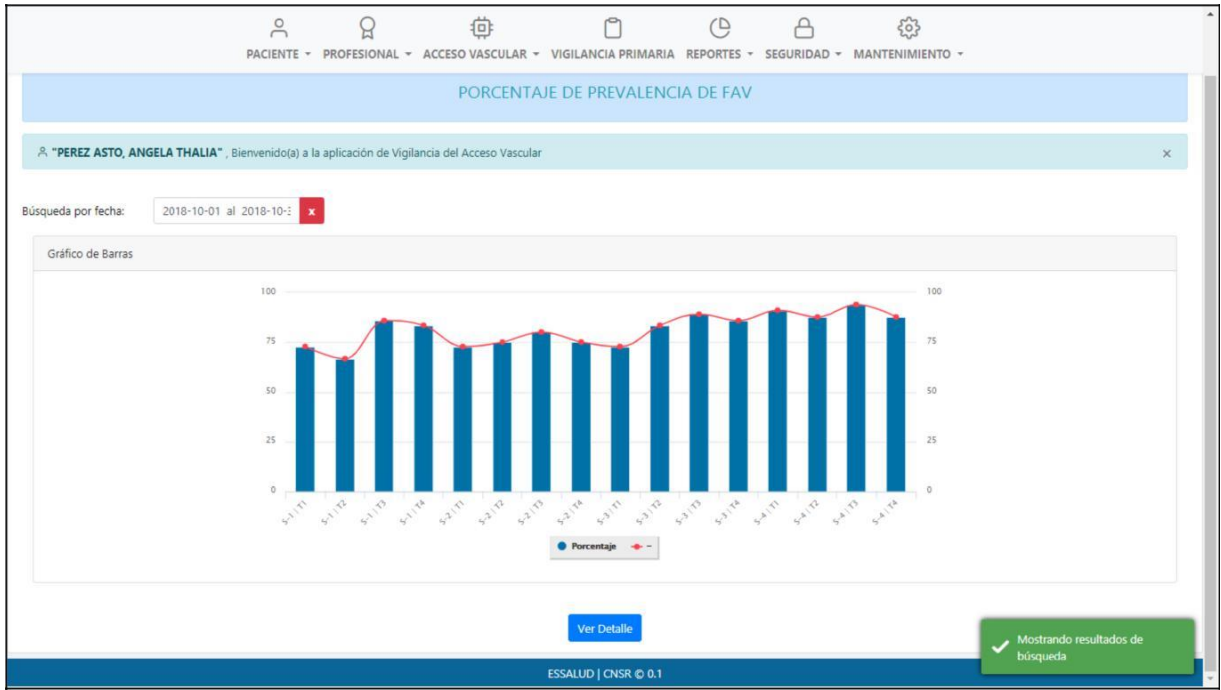 PACIENTE PROFESIONAL ACCESO VASCULAR VIGILANCIA PRIMARIA REPORTES SEGURIDAD MANTENIMIENTO
PORCENTAJE DE PREVALENCIA DE FAV
"PEREZ ASTO, ANGELA THALIA" , Bienvenido(a) a la aplicación de Vigilancia del Acceso Vascular ×
Búsqueda por fecha: 2018-10-01 al 2018-10-3 x
Gráfico de Barras
100 100
75 75
50 50
25 25
0 0
S-1 | T1 S-1 | T2 S-1 | T3 S-1 | T4 S-2 | T1 S-2 | T2 S-2 | T3 S-2 | T4 S-3 | T1 S-3 | T2 S-3 | T3 S-3 | T4 S-4 | T1 S-4 | T2 S-4 | T3 S-4 | T4
Porcentaje –
Ver Detalle
Mostrando resultados de
búsqueda
ESSALUD | CNSR © 0.1